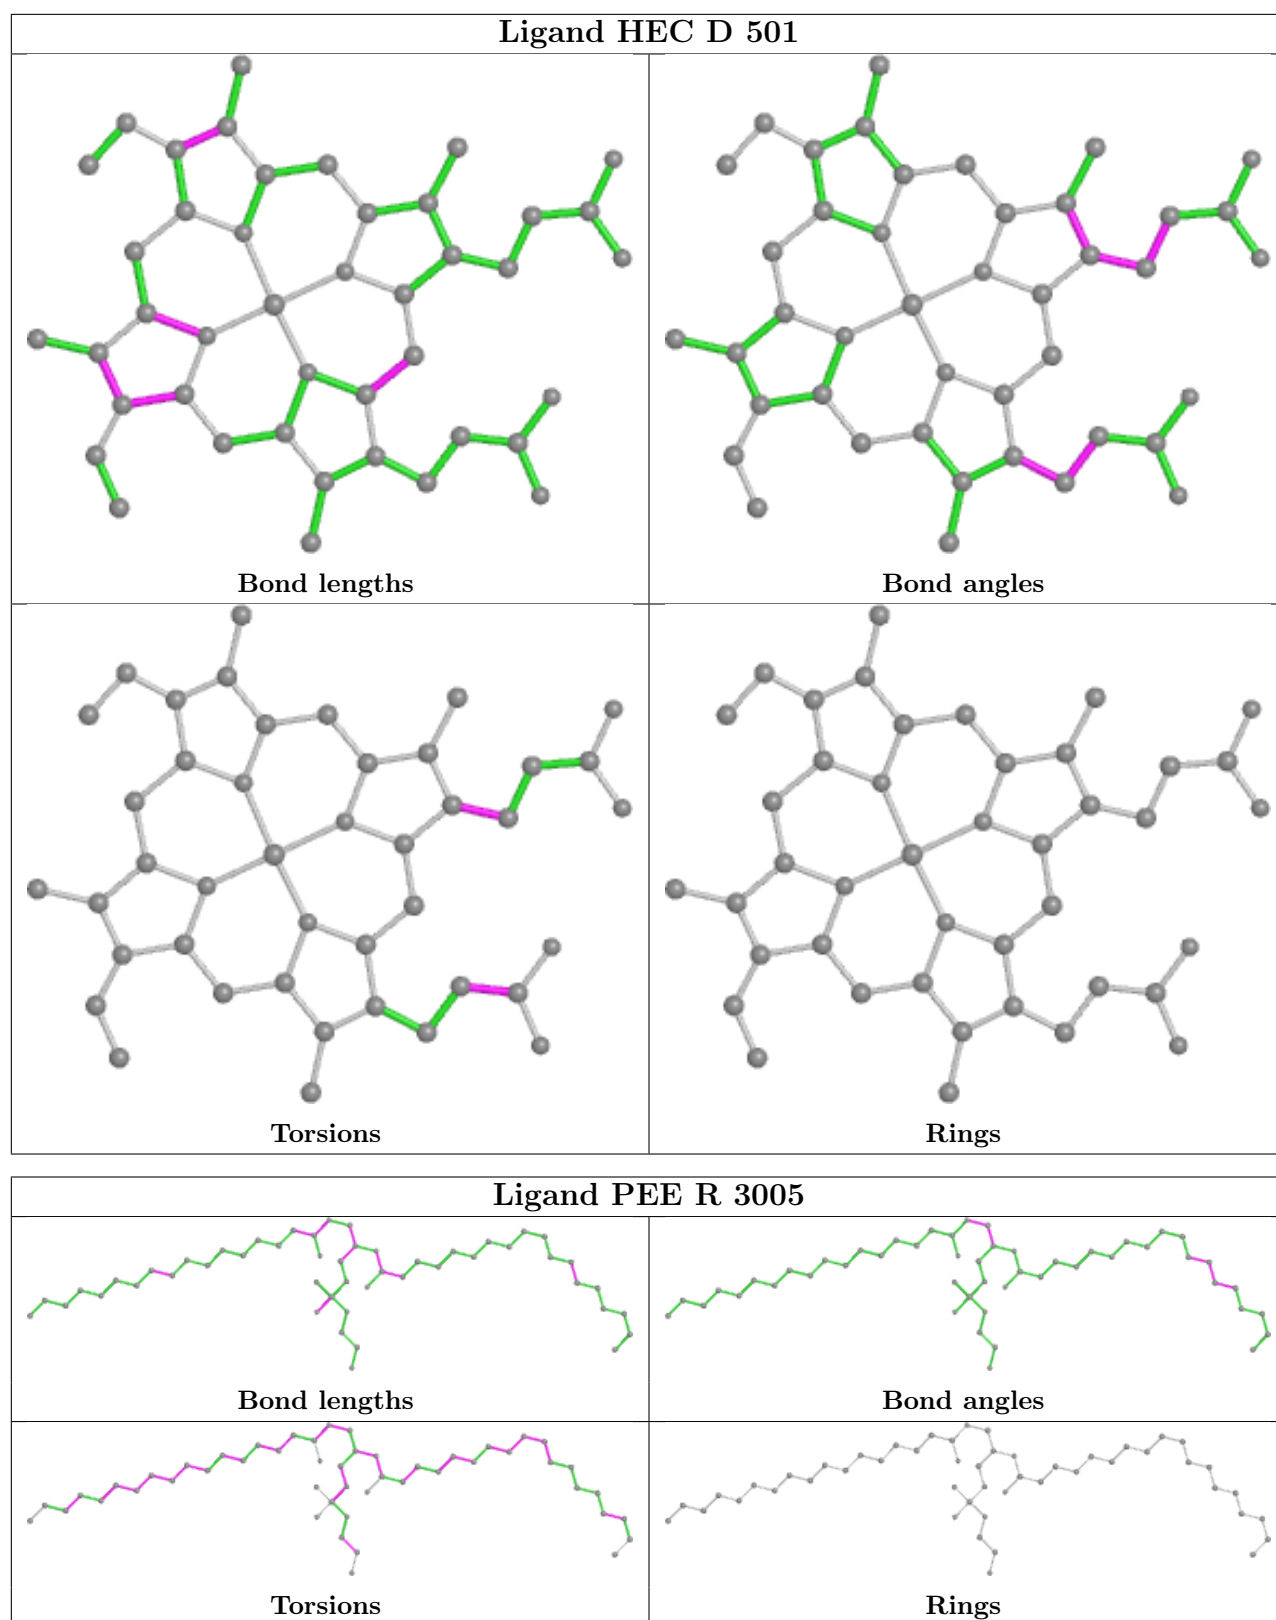 Ligand HEC D 501
Bond lengths
Bond angles
Torsions
Rings
Ligand PEE R 3005
Bond lengths
Bond angles
Torsions
Rings